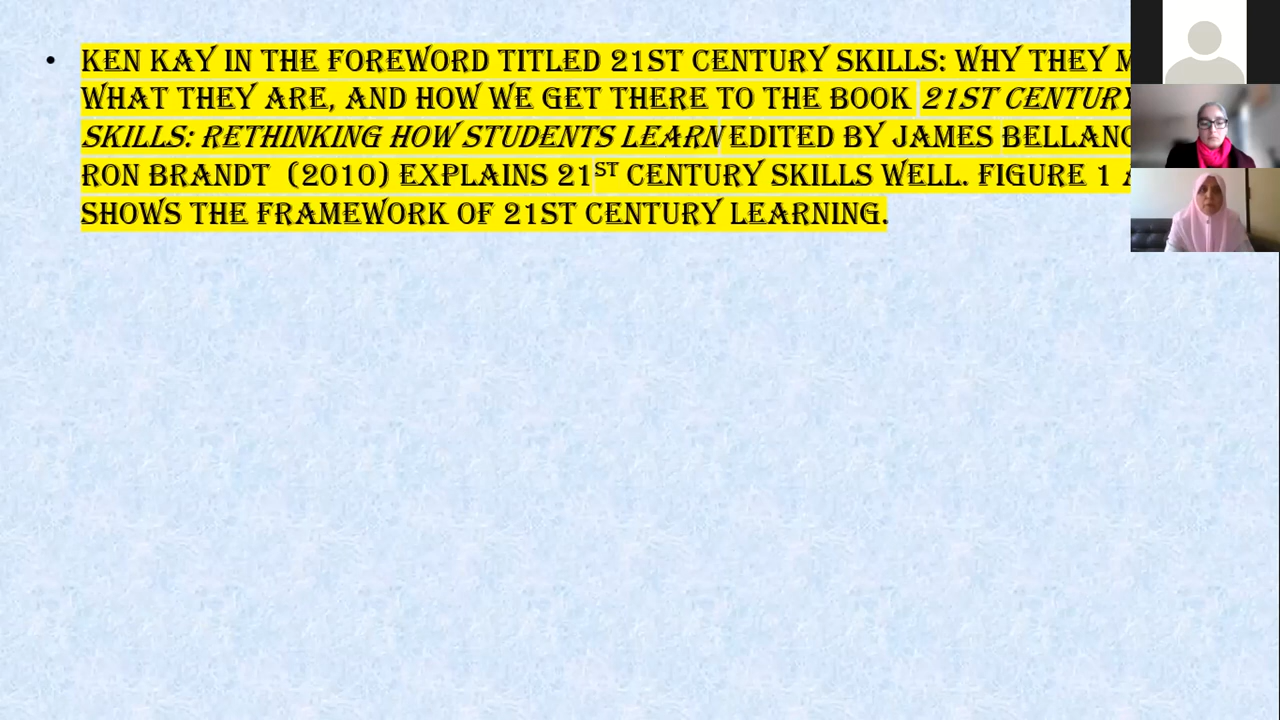 • KEN KAY IN THE FOREWORD TITLED 21ST CENTURY SKILLS: WHY THEY
WHAT THEY ARE, AND HOW WE GET THERE TO THE BOOK 21ST CENTURY
SKILLS: RETHINKING HOW STUDENTS LEARN EDITED BY JAMES
RON BRANDT (2010) EXPLAINS 21ST CENTURY SKILLS WELL. FIGURE 1
SHOWS THE FRAMEWORK OF 21ST CENTURY LEARNING.